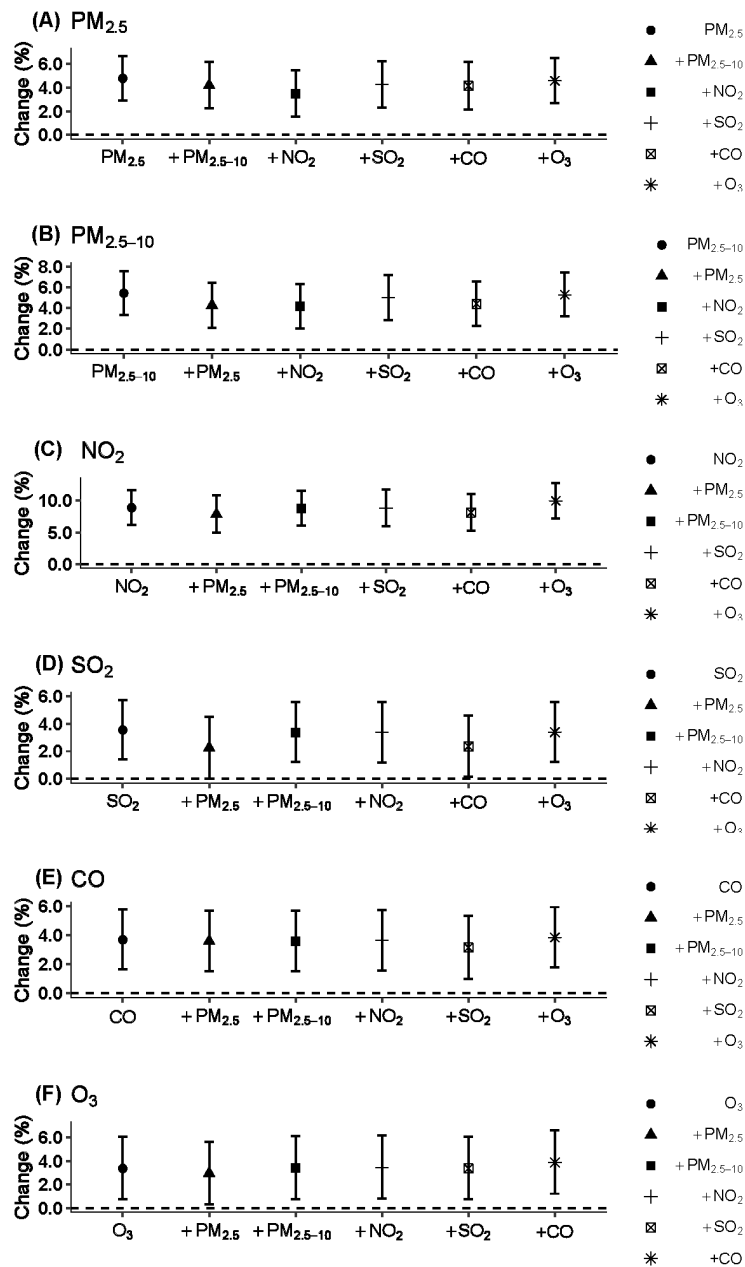 (A) PM2.5
Change (%)
6.0
4.0
2.0
0.0
PM2.5 +PM2.5–10 +NO2 +SO2 +CO +O3
PM2.5
+PM2.5–10
+NO2
+SO2
+CO
+O3
(B) PM2.5–10
Change (%)
8.0
6.0
4.0
2.0
0.0
PM2.5–10 +PM2.5 +NO2 +SO2 +CO +O3
PM2.5–10
+PM2.5
+NO2
+SO2
+CO
+O3
(C) NO2
Change (%)
10.0
5.0
0.0
NO2 +PM2.5 +PM2.5–10 +SO2 +CO +O3
NO2
+PM2.5
+PM2.5–10
+SO2
+CO
+O3
(D) SO2
Change (%)
6.0
4.0
2.0
0.0
SO2 +PM2.5 +PM2.5–10 +NO2 +CO +O3
SO2
+PM2.5
+PM2.5–10
+NO2
+CO
+O3
(E) CO
Change (%)
6.0
4.0
2.0
0.0
CO +PM2.5 +PM2.5–10 +NO2 +SO2 +O3
CO
+PM2.5
+PM2.5–10
+NO2
+SO2
+O3
(F) O3
Change (%)
6.0
4.0
2.0
0.0
O3 +PM2.5 +PM2.5–10 +NO2 +SO2 +CO
O3
+PM2.5
+PM2.5–10
+NO2
+SO2
+CO